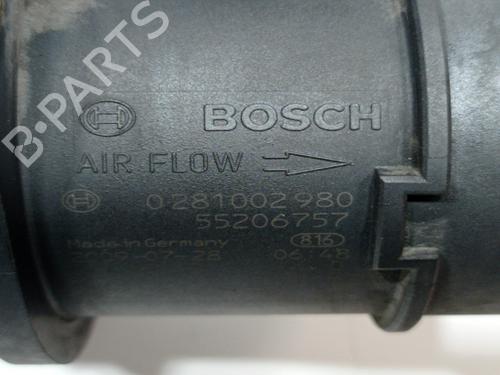 B-PARTS
BOSCH
AIR FLOW
0 281 002 980
55206757
Made in Germany 816
2009-07-28 06:48